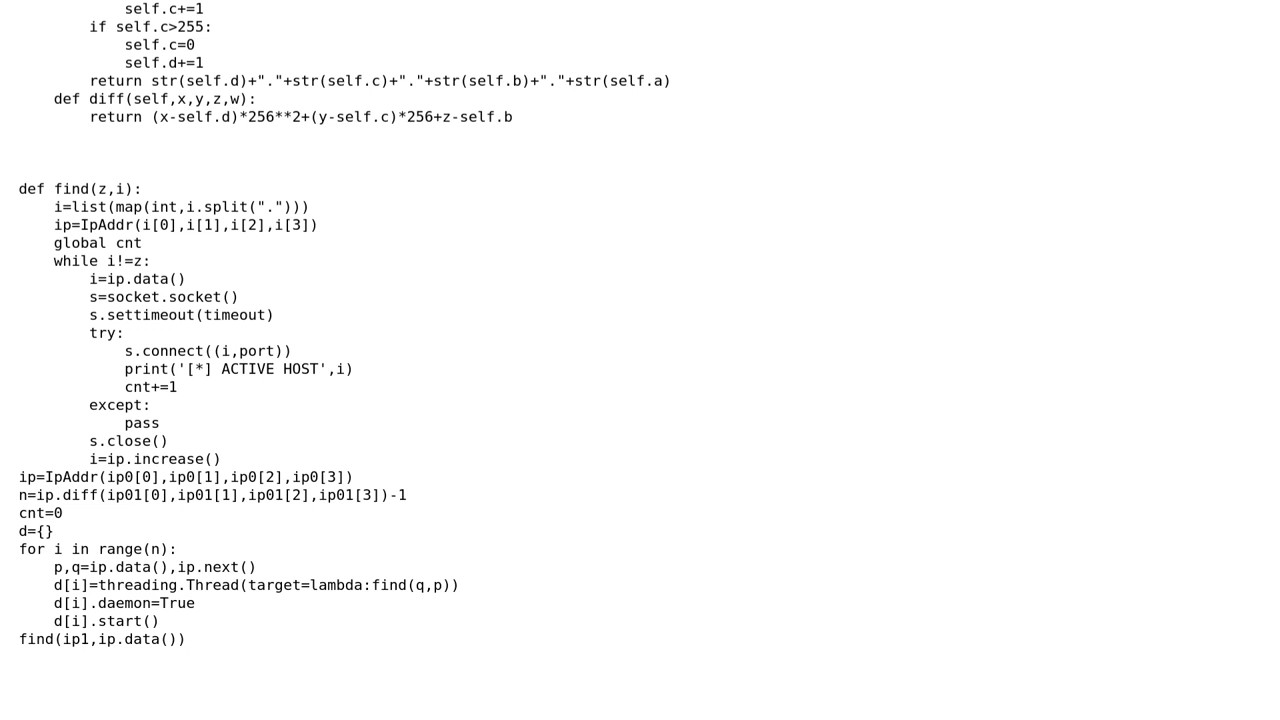 self.c+=1
        if self.c>255:
            self.c=0
            self.d+=1
        return str(self.d)+"."+str(self.c)+"."+str(self.b)+"."+str(self.a)
    def diff(self,x,y,z,w):
        return (x-self.d)*256**2+(y-self.c)*256+z-self.b
def find(z,i):
    i=list(map(int,i.split(".")))
    ip=IpAddr(i[0],i[1],i[2],i[3])
    global cnt
    while i!=z:
        i=ip.data()
        s=socket.socket()
        s.settimeout(timeout)
        try:
            s.connect((i,port))
            print('[*] ACTIVE HOST',i)
            cnt+=1
        except:
            pass
        s.close()
        i=ip.increase()
ip=IpAddr(ip0[0],ip0[1],ip0[2],ip0[3])
n=ip.diff(ip01[0],ip01[1],ip01[2],ip01[3])-1
cnt=0
d={}
for i in range(n):
    p,q=ip.data(),ip.next()
    d[i]=threading.Thread(target=lambda:find(q,p))
    d[i].daemon=True
    d[i].start()
find(ip1,ip.data())